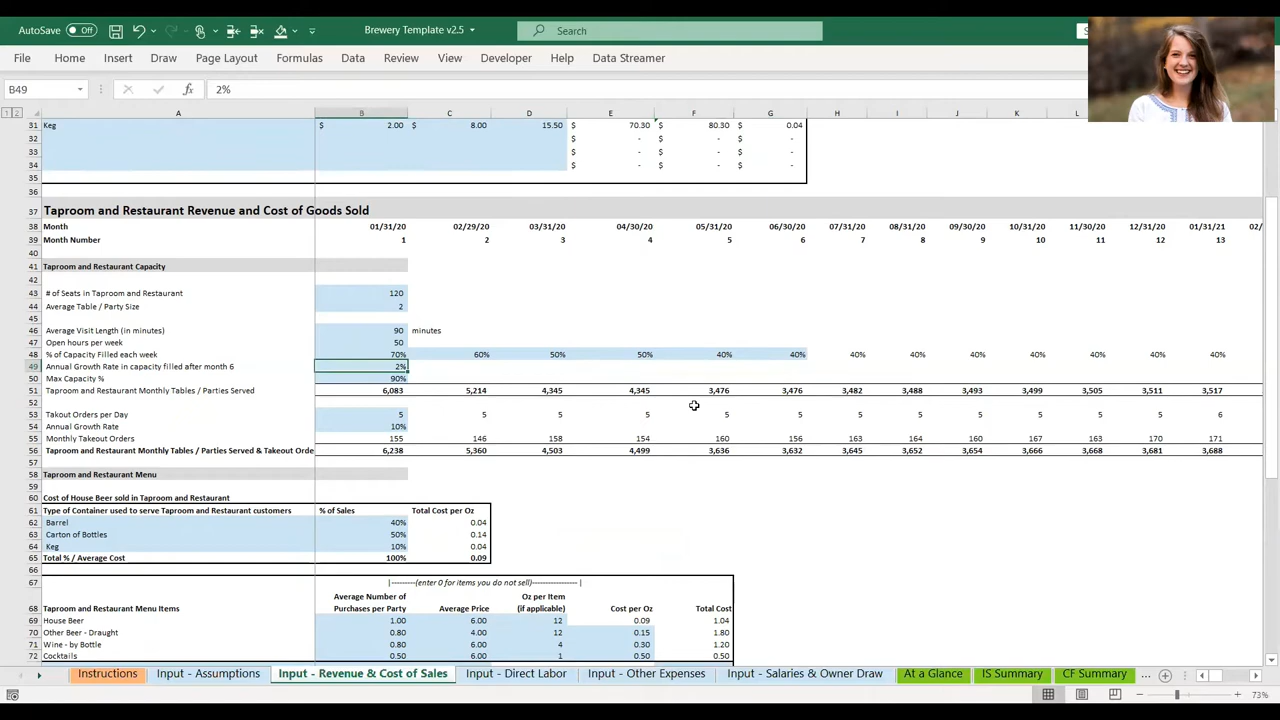 AutoSave Off Brewery Template v2.5 Search
File Home Insert Draw Page Layout Formulas Data Review View Developer Help Data Streamer
B49 fx 2%
1 2 A B C D E F G H I J K L
31 Keg $ 2.00 $ 8.00 15.50 $ 70.30 $ 80.30 $ 0.04
32 $ - $ - $ -
33 $ - $ - $ -
34 $ - $ - $ -
35
36
37 Taproom and Restaurant Revenue and Cost of Goods Sold
38 Month 01/31/20 02/29/20 03/31/20 04/30/20 05/31/20 06/30/20 07/31/20 08/31/20 09/30/20 10/31/20 11/30/20 12/31/20 01/31/21 02/
39 Month Number 1 2 3 4 5 6 7 8 9 10 11 12 13
40
41 Taproom and Restaurant Capacity
42
43 # of Seats in Taproom and Restaurant 120
44 Average Table / Party Size 2
45
46 Average Visit Length (in minutes) 90 minutes
47 Open hours per week 50
48 % of Capacity Filled each week 70% 60% 50% 50% 40% 40% 40% 40% 40% 40% 40% 40% 40%
49 Annual Growth Rate in capacity filled after month 6 2%
50 Max Capacity % 90%
51 Taproom and Restaurant Monthly Tables / Parties Served 6,083 5,214 4,345 4,345 3,476 3,476 3,482 3,488 3,493 3,499 3,505 3,511 3,517
52
53 Takout Orders per Day 5 5 5 5 5 5 5 5 5 5 5 5 6
54 Annual Growth Rate 10%
55 Monthly Takeout Orders 155 146 158 154 160 156 163 164 160 167 163 170 171
56 Taproom and Restaurant Monthly Tables / Parties Served & Takeout Orde 6,238 5,360 4,503 4,499 3,636 3,632 3,645 3,652 3,654 3,666 3,668 3,681 3,688
57
58 Taproom and Restaurant Menu
59
60 Cost of House Beer sold in Taproom and Restaurant
61 Type of Container used to serve Taproom and Restaurant customers % of Sales Total Cost per Oz
62 Barrel 40% 0.04
63 Carton of Bottles 50% 0.14
64 Keg 10% 0.04
65 Total % / Average Cost 100% 0.09
66
67 |---------(enter 0 for items you do not sell)----------------|
Average Number of Oz per Item
68 Taproom and Restaurant Menu Items Purchases per Party Average Price (if applicable) Cost per Oz Total Cost
69 House Beer 1.00 6.00 12 0.09 1.04
70 Other Beer - Draught 0.80 4.00 12 0.15 1.80
71 Wine - by Bottle 0.80 6.00 4 0.30 1.20
72 Cocktails 0.50 6.00 1 0.50 0.50
Instructions Input - Assumptions Input - Revenue & Cost of Sales Input - Direct Labor Input - Other Expenses Input - Salaries & Owner Draw At a Glance IS Summary CF Summary ...
73%